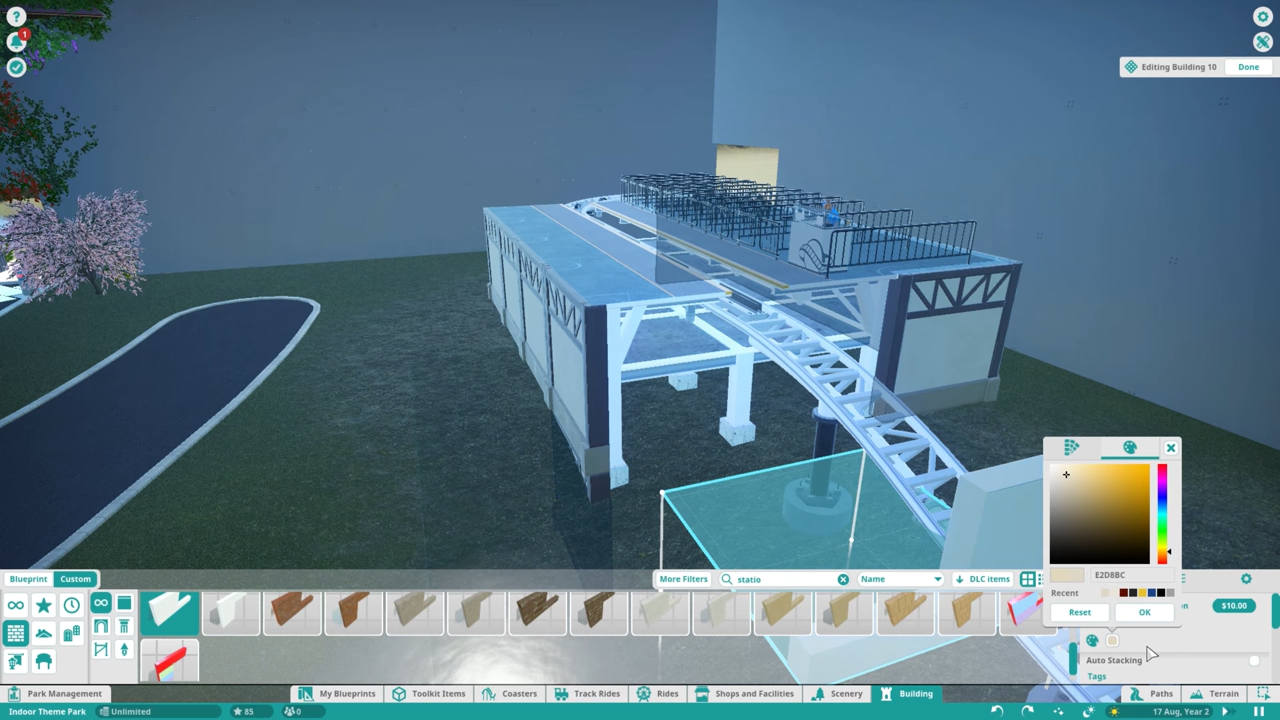 ?
1
Editing Building 10
Done
E2D8BC
Recent
Reset
OK
Blueprint
Custom
More Filters
statio
Name
DLC items
$10.00
Auto Stacking
Tags
Park Management
My Blueprints
Toolkit Items
Coasters
Track Rides
Rides
Shops and Facilities
Scenery
Building
Paths
Terrain
Indoor Theme Park
Unlimited
85
0
17 Aug, Year 2